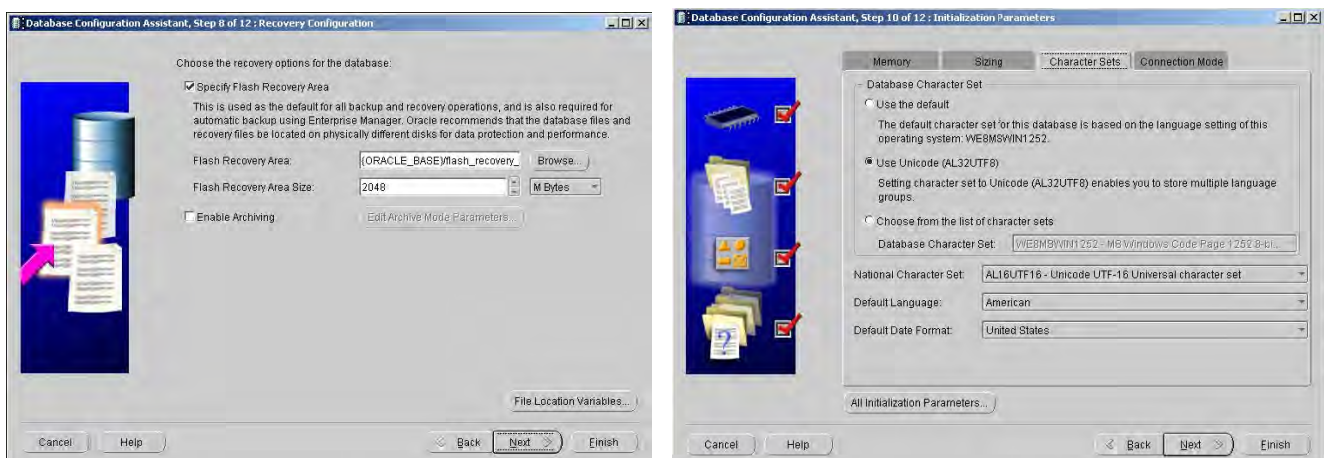 Database Configuration Assistant, Step 8 of 12 : Recovery Configuration
Choose the recovery options for the database:
Specify Flash Recovery Area
This is used as the default for all backup and recovery operations, and is also required for
automatic backup using Enterprise Manager. Oracle recommends that the database files and
recovery files be located on physically different disks for data protection and performance.
Flash Recovery Area: {ORACLE_BASE}/flash_recovery_ Browse...
Flash Recovery Area Size: 2048 M Bytes
Enable Archiving Edit Archive Mode Parameters...
File Location Variables...
Cancel Help Back Next Finish
Database Configuration Assistant, Step 10 of 12 : Initialization Parameters
Memory Sizing Character Sets Connection Mode
Database Character Set
Use the default
The default character set for this database is based on the language setting of this
operating system: WE8MSWIN1252.
Use Unicode (AL32UTF8)
Setting character set to Unicode (AL32UTF8) enables you to store multiple language
groups.
Choose from the list of character sets
Database Character Set: WE8MSWIN1252 - MS Windows Code Page 1252 8-bi...
National Character Set: AL16UTF16 - Unicode UTF-16 Universal character set
Default Language: American
Default Date Format: United States
All Initialization Parameters...
Cancel Help Back Next Finish